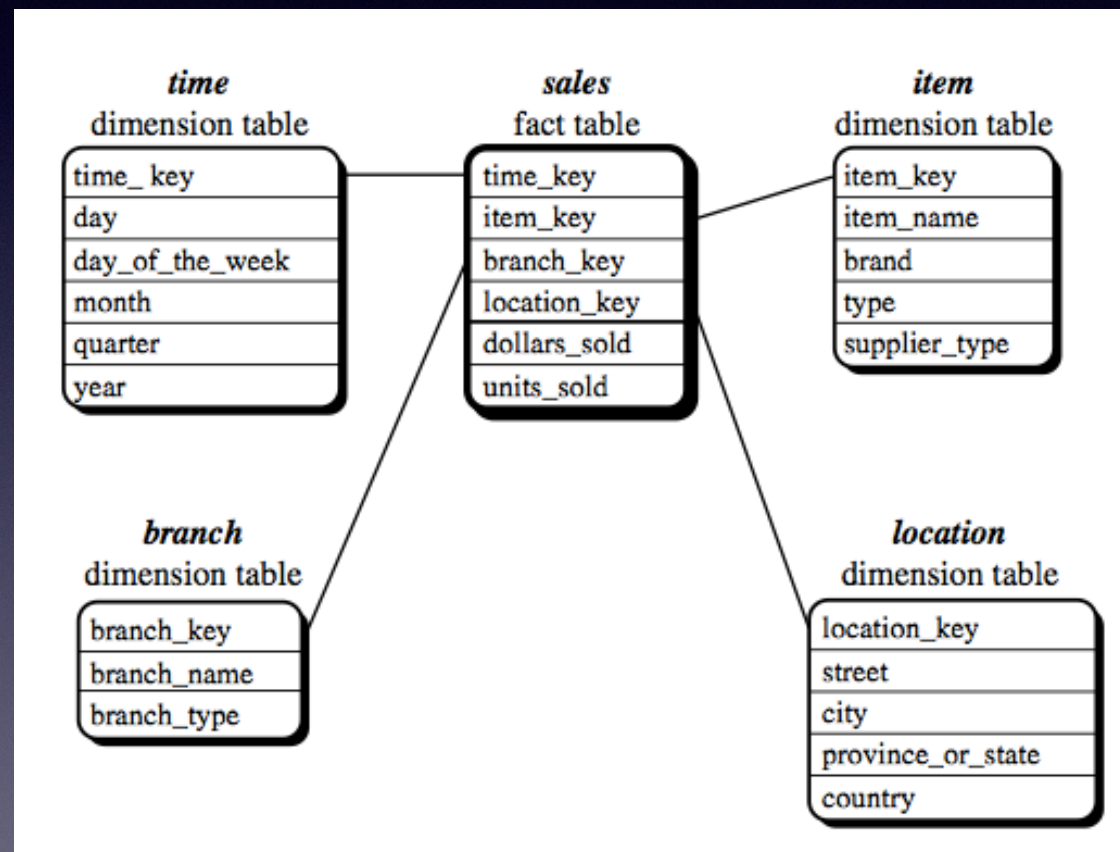 time
dimension table
time_ key
day
day_of_the_week
month
quarter
year
sales
fact table
time_key
item_key
branch_key
location_key
dollars_sold
units_sold
item
dimension table
item_key
item_name
brand
type
supplier_type
branch
dimension table
branch_key
branch_name
branch_type
location
dimension table
location_key
street
city
province_or_state
country